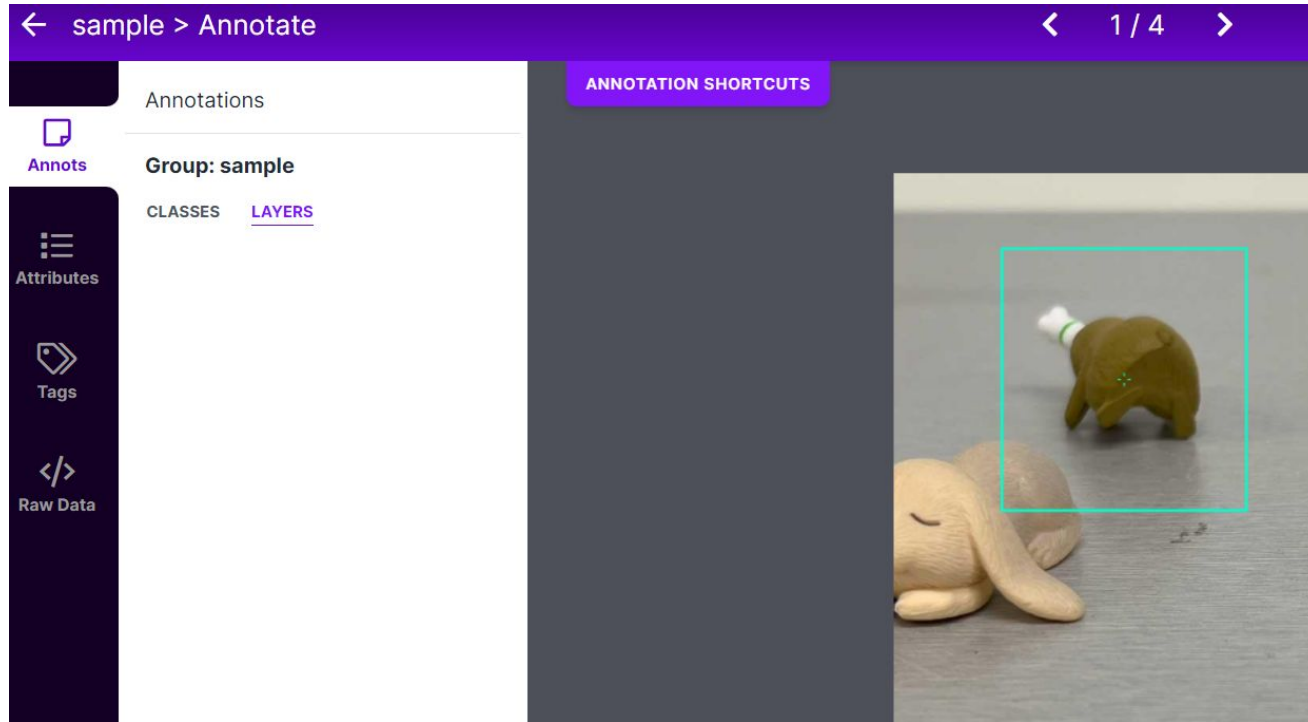 sample > Annotate
1 / 4
Annots
Attributes
Tags
</>
Raw Data
Annotations
Group: sample
CLASSES LAYERS
ANNOTATION SHORTCUTS